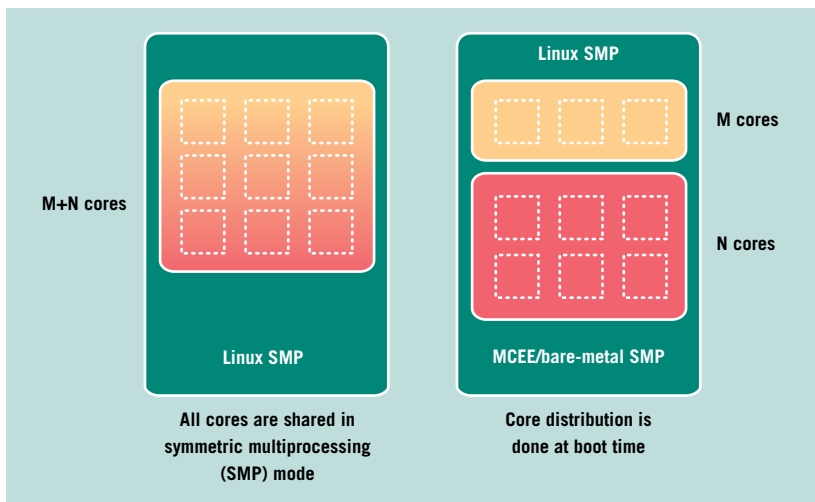 M+N cores
Linux SMP
All cores are shared in
symmetric multiprocessing
(SMP) mode
Linux SMP
M cores
N cores
MCEE/bare-metal SMP
Core distribution is
done at boot time